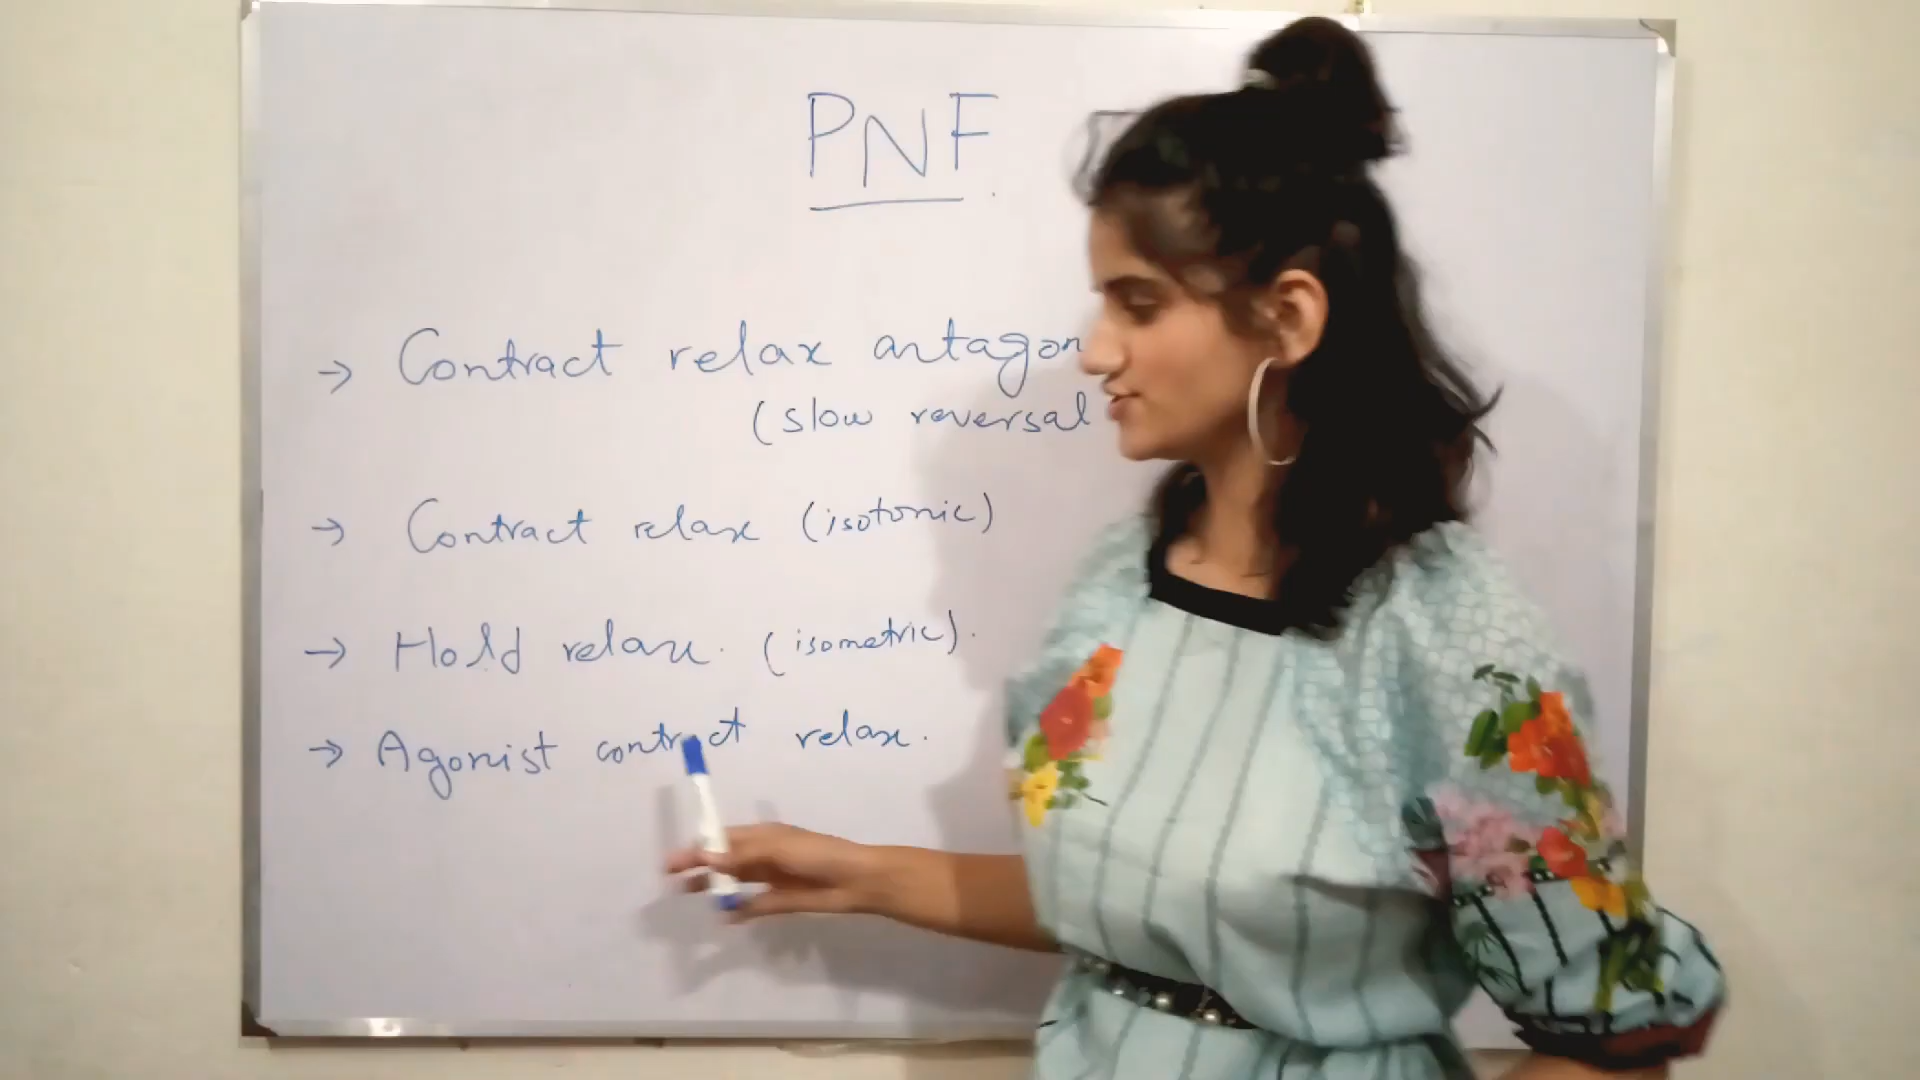 PNF
→ Contract relax antagon
(slow reversal
→ Contract relax (isotonic)
→ Hold relax. (isometric).
→ Agonist contract relax.